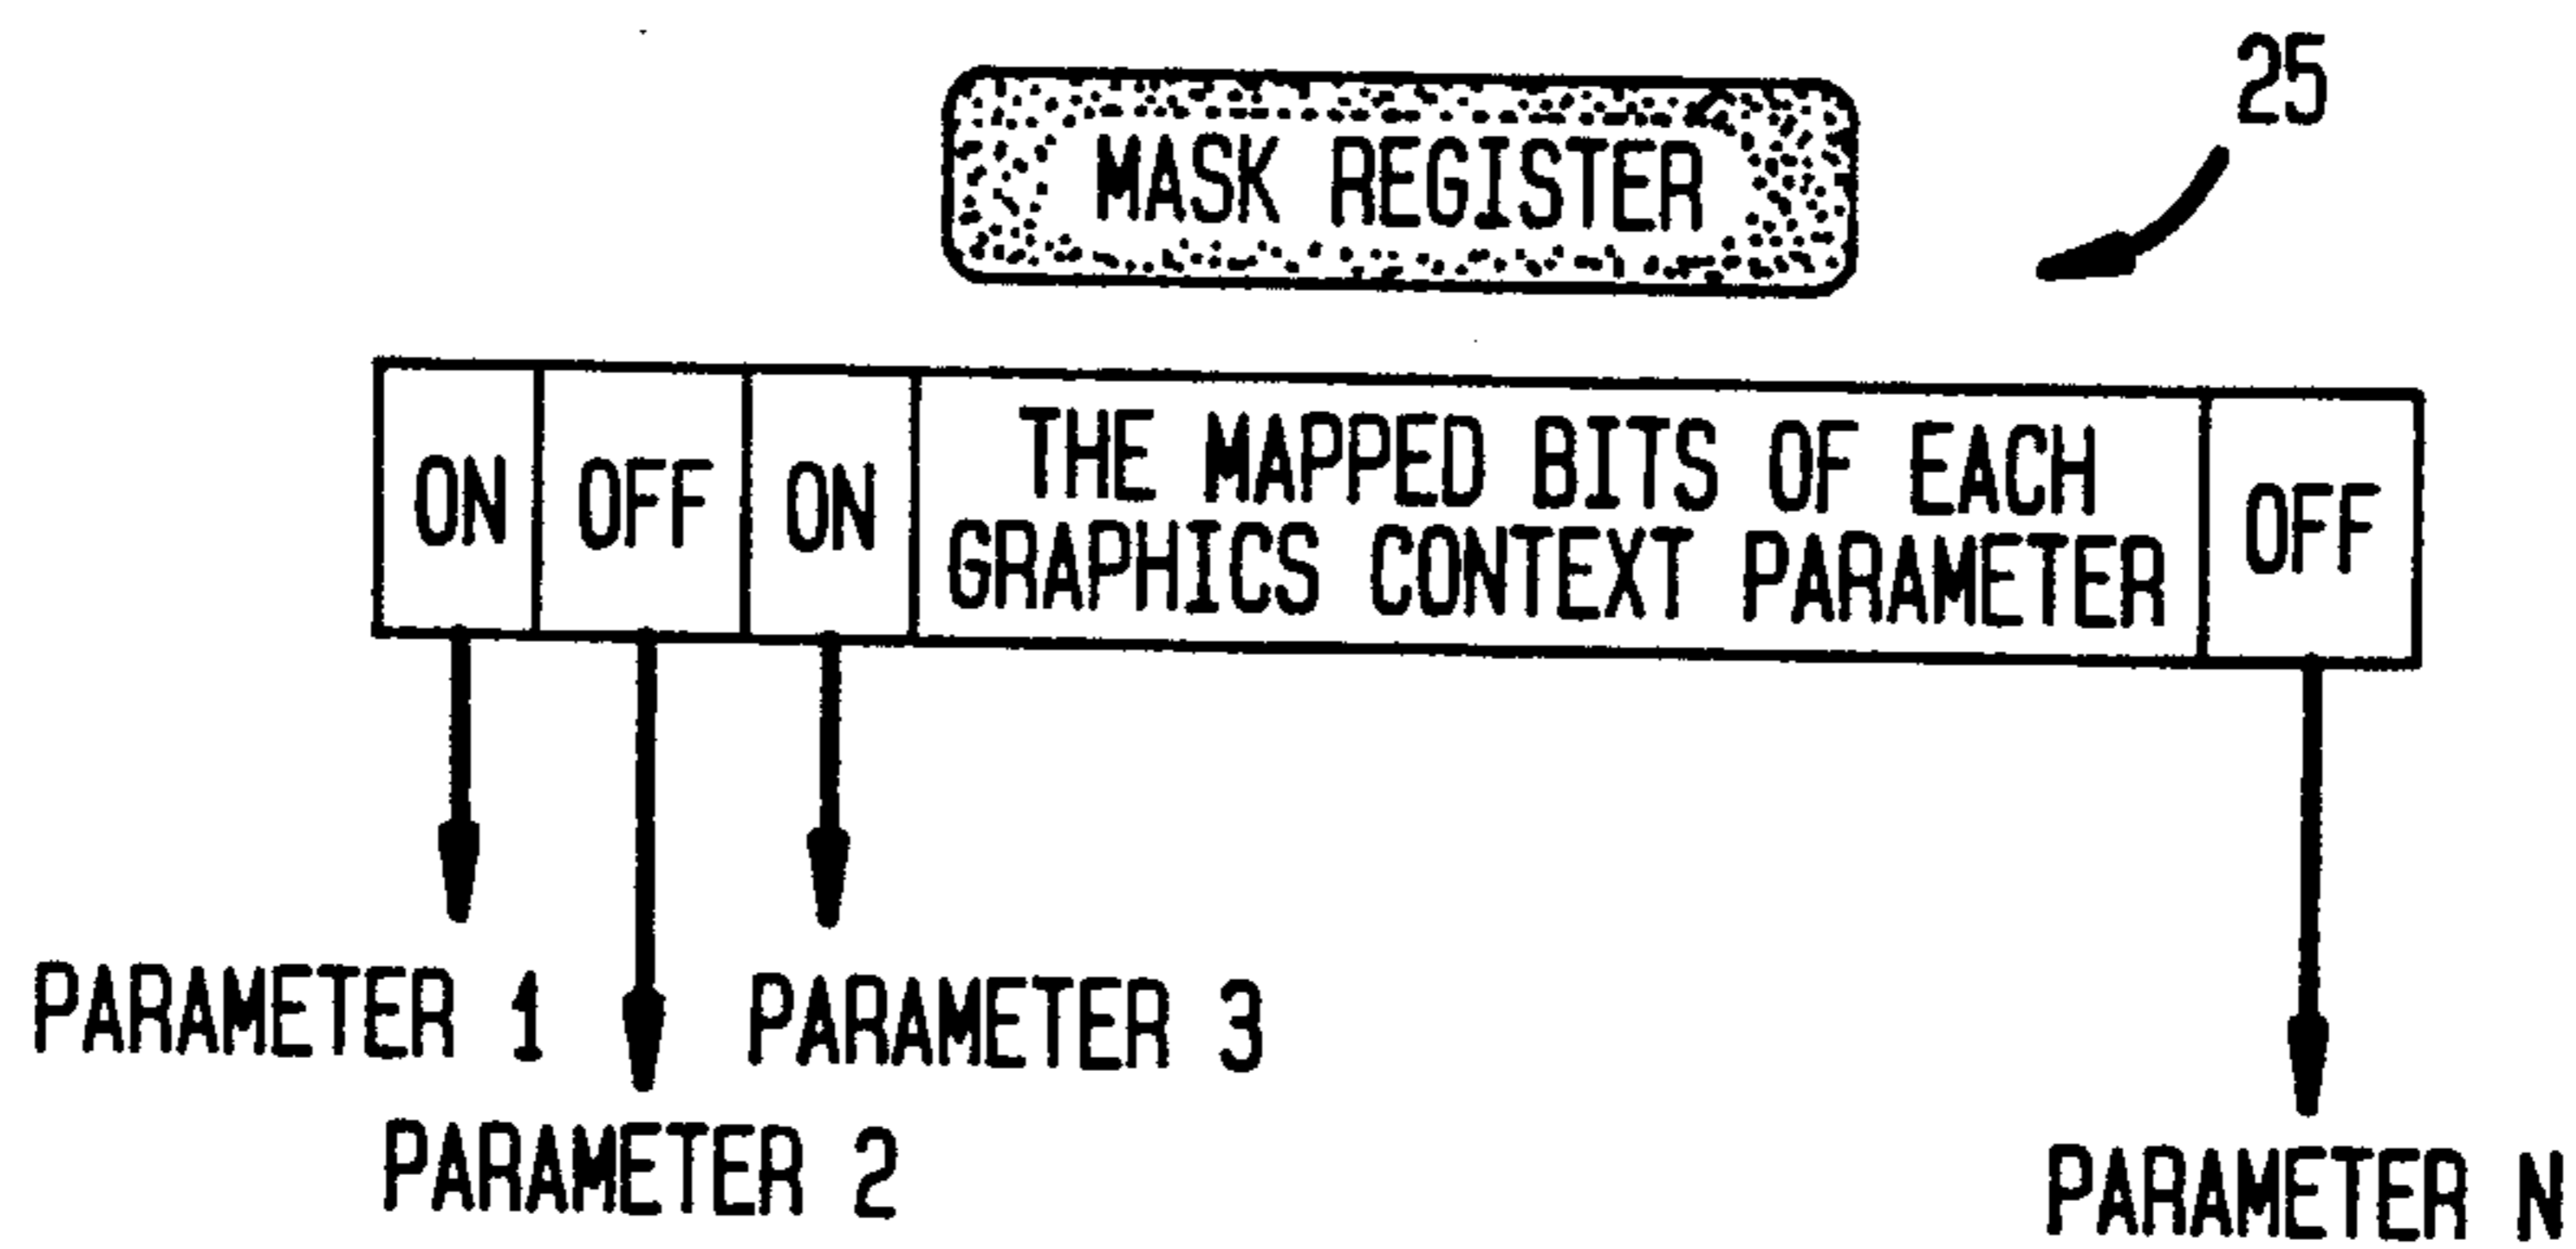 25
MASK REGISTER
ON
OFF
ON
THE MAPPED BITS OF EACH
GRAPHICS CONTEXT PARAMETER
OFF
PARAMETER 1
PARAMETER 3
PARAMETER 2
PARAMETER N